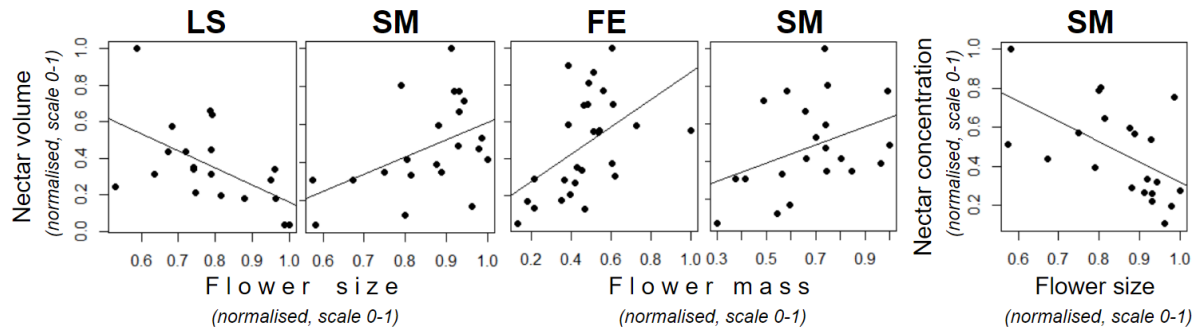 LS SM FE SM SM
Nectar volume
(normalised, scale 0-1)
0.0 0.2 0.4 0.6 0.8 1.0
0.6 0.7 0.8 0.9 1.0
0.6 0.8 1.0
0.2 0.4 0.6 0.8 1.0
0.3 0.5 0.7 0.9
Flower size
(normalised, scale 0-1)
Flower mass
(normalised, scale 0-1)
Nectar concentration
(normalised, scale 0-1)
0.2 0.4 0.6 0.8 1.0
0.6 0.7 0.8 0.9 1.0
Flower size
(normalised, scale 0-1)